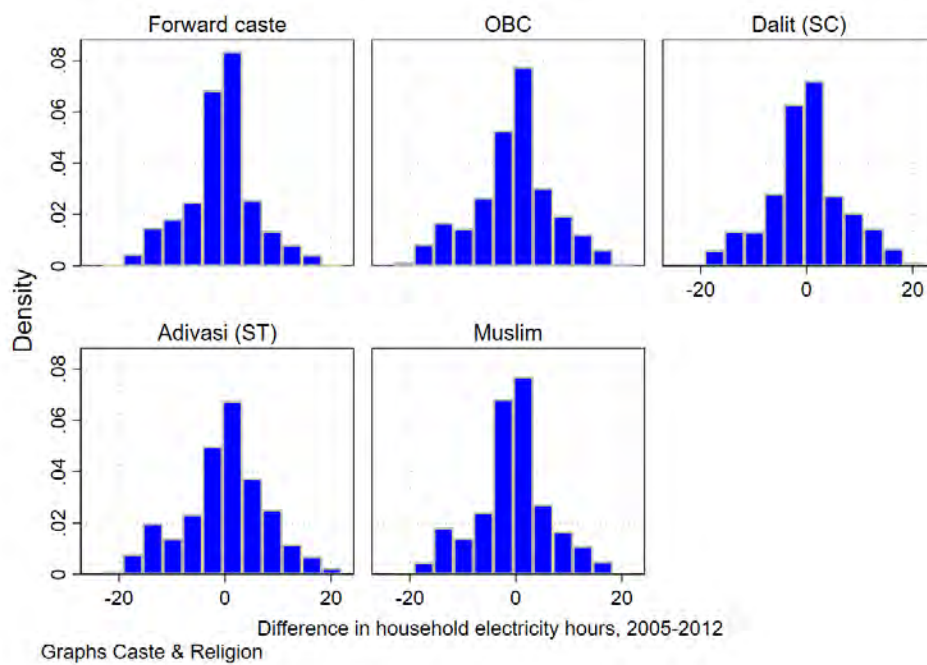 Forward caste
OBC
Dalit (SC)
0 .02 .04 .06 .08
-20 0 20
Adivasi (ST)
Muslim
0 .02 .04 .06 .08
-20 0 20
-20 0 20
Density
Difference in household electricity hours, 2005-2012
Graphs Caste & Religion